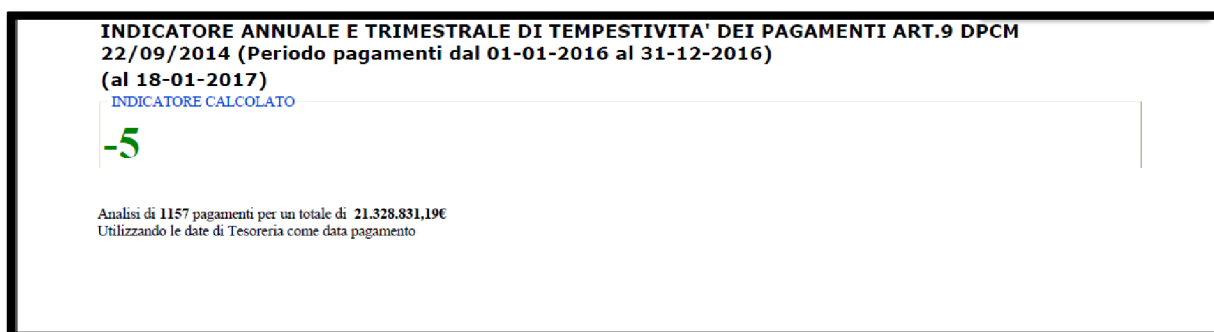 INDICATORE ANNUALE E TRIMESTRALE DI TEMPESTIVITA' DEI PAGAMENTI ART.9 DPCM
22/09/2014 (Periodo pagamenti dal 01-01-2016 al 31-12-2016)
(al 18-01-2017)
INDICATORE CALCOLATO
-5
Analisi di 1157 pagamenti per un totale di 21.328.831,19€
Utilizzando le date di Tesoreria come data pagamento